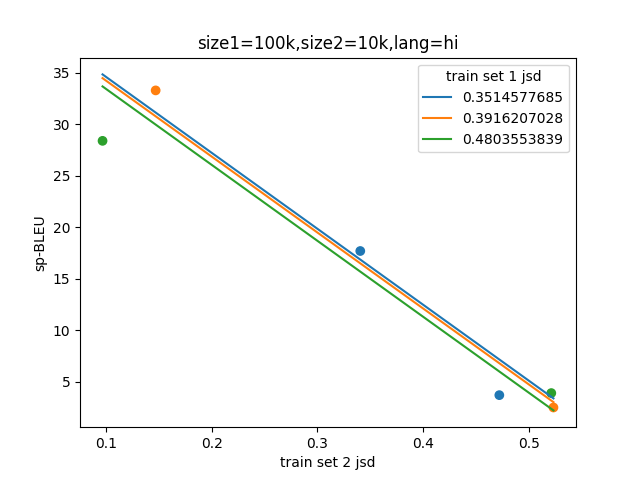 size1=100k,size2=10k,lang=hi
train set 1 jsd
0.3514577685
0.3916207028
0.4803553839
sp-BLEU
35
30
25
20
15
10
5
0.1 0.2 0.3 0.4 0.5
train set 2 jsd